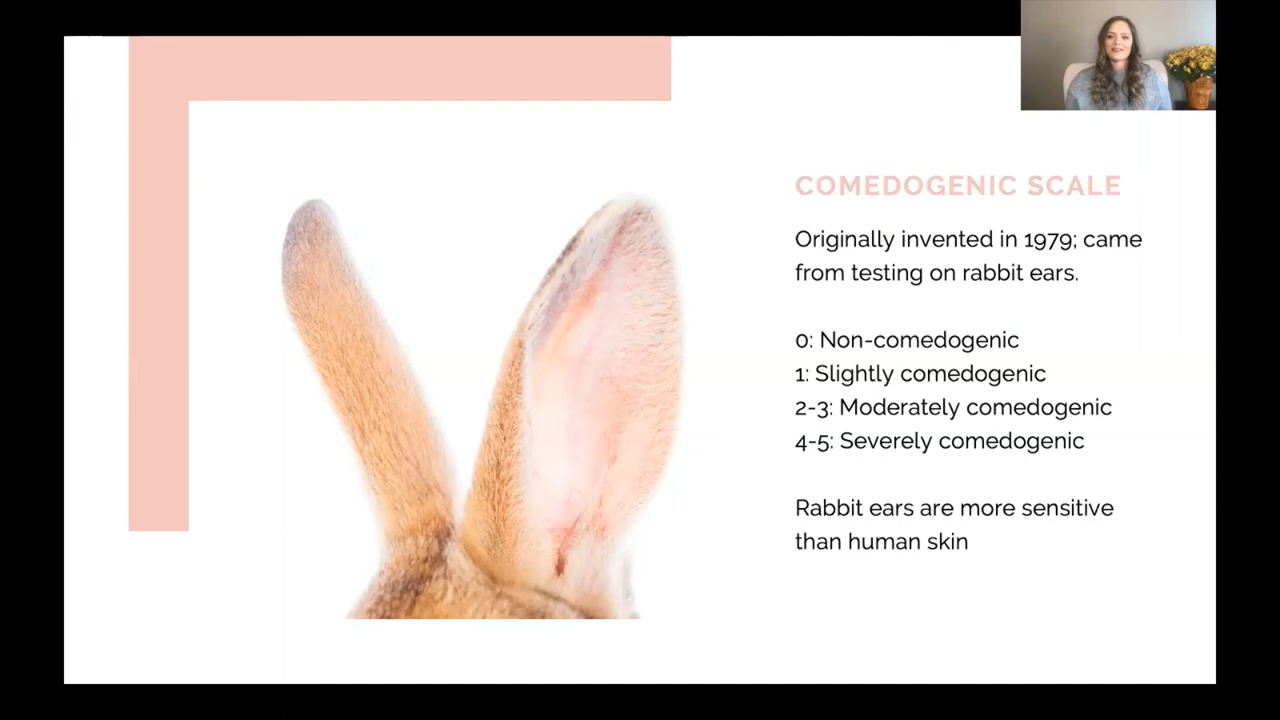 COMEDOGENIC SCALE
Originally invented in 1979; came
from testing on rabbit ears.
0: Non-comedogenic
1: Slightly comedogenic
2-3: Moderately comedogenic
4-5: Severely comedogenic
Rabbit ears are more sensitive
than human skin